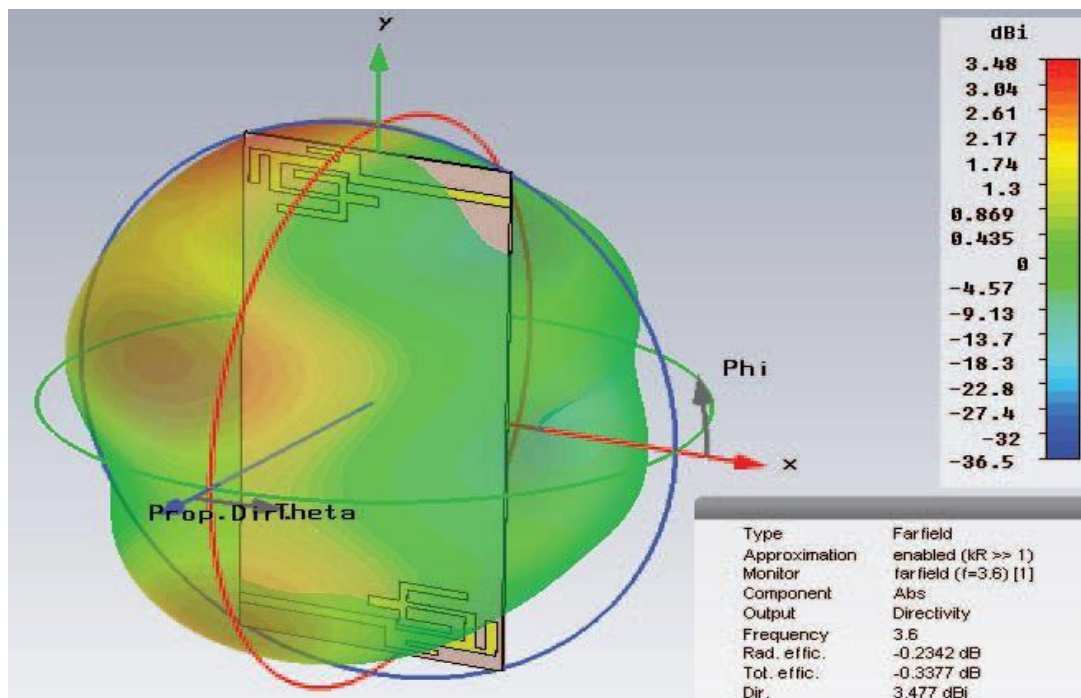 y
dBi
3.48
3.04
2.61
2.17
1.74
1.3
0.869
0.435
0
-4.57
-9.13
-13.7
-18.3
-22.8
-27.4
-32
-36.5
Phi
x
Prop.Dir.
Theta
Type Farfield
Approximation enabled (kR >> 1)
Monitor farfield (f=3.6) [1]
Component Abs
Output Directivity
Frequency 3.6
Rad. effic. -0.2342 dB
Tot. effic. -0.3377 dB
Dir. 3.477 dBi